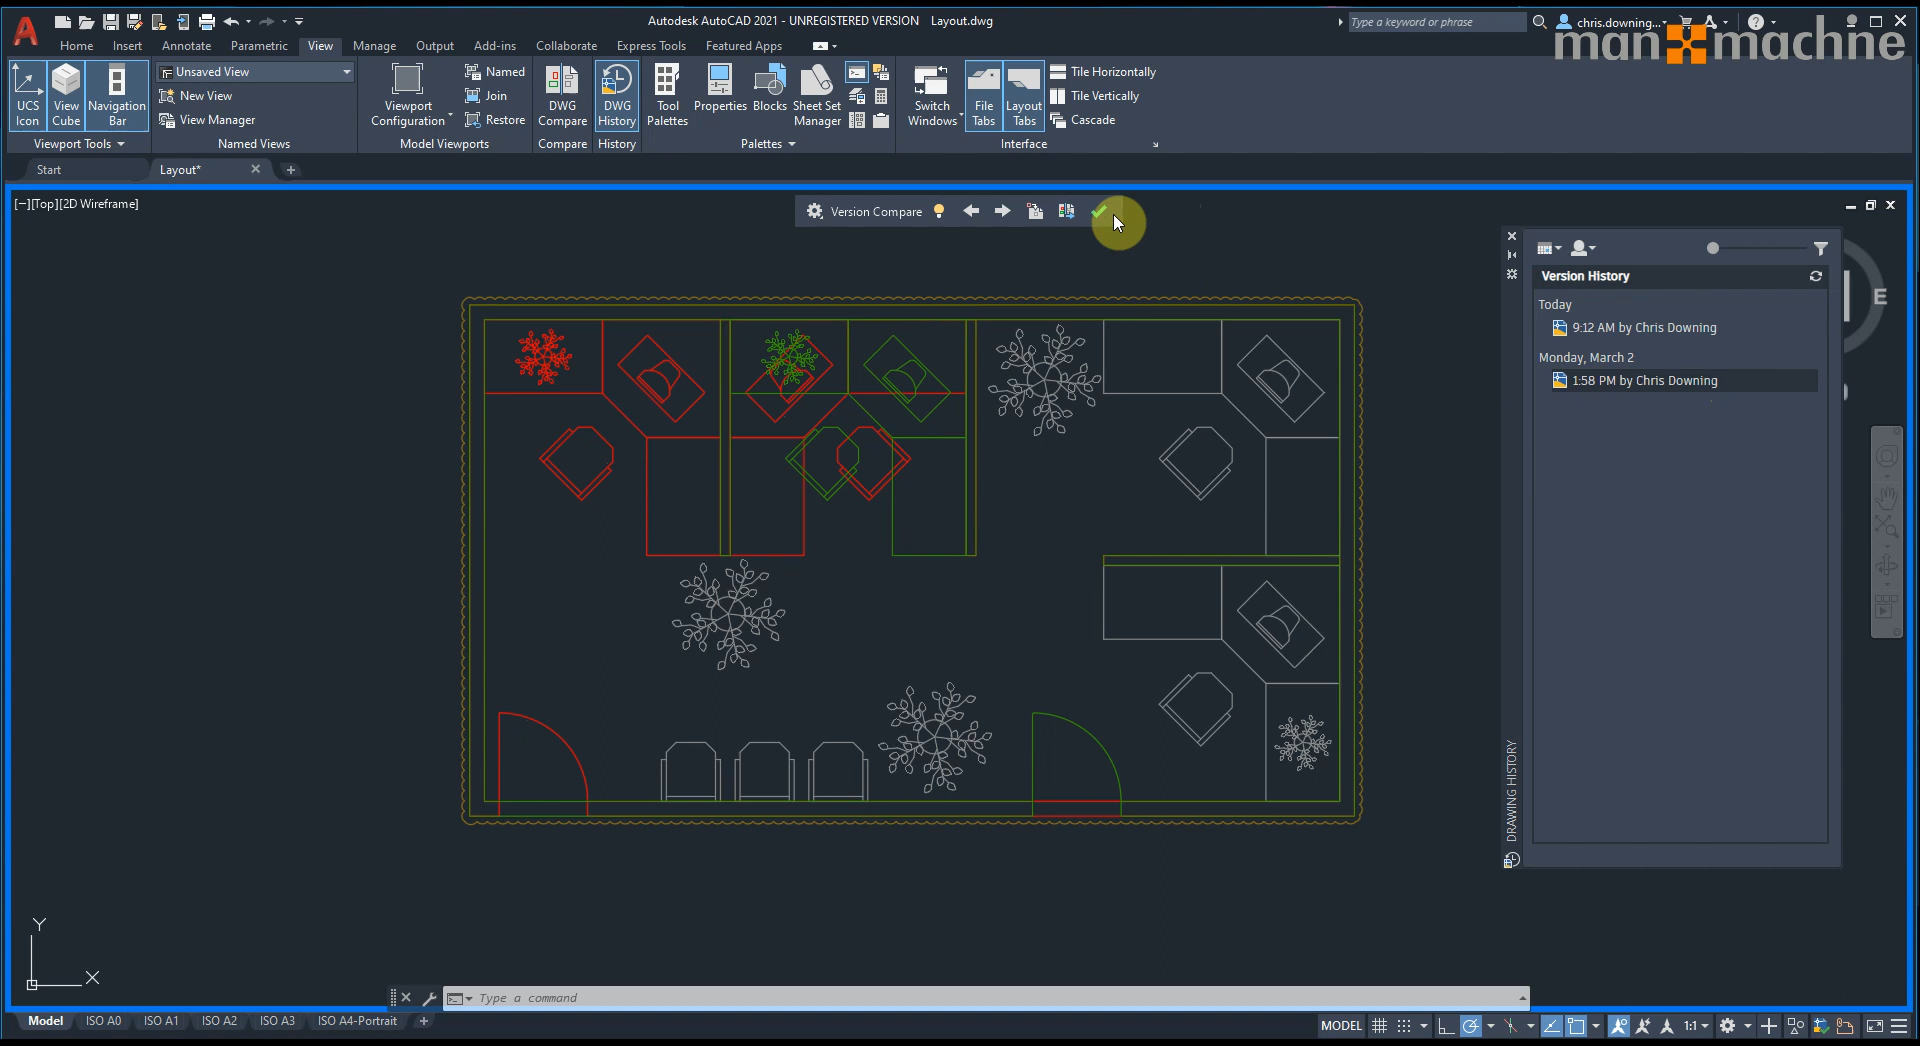 Autodesk AutoCAD 2021 - UNREGISTERED VERSION Layout.dwg
Type a keyword or phrase
chris.downing...
man machne
Home Insert Annotate Parametric View Manage Output Add-ins Collaborate Express Tools Featured Apps
UCS Icon
View Cube
Navigation Bar
Viewport Tools
Unsaved View
New View
View Manager
Named Views
Viewport Configuration
Named
Join
Restore
Model Viewports
DWG Compare
Compare
DWG History
History
Tool Palettes
Properties
Blocks
Sheet Set Manager
Palettes
Switch Windows
File Tabs
Layout Tabs
Tile Horizontally
Tile Vertically
Cascade
Interface
Start
Layout*
[−][Top][2D Wireframe]
Version Compare
Version History
Today
9:12 AM by Chris Downing
Monday, March 2
1:58 PM by Chris Downing
DRAWING HISTORY
E
Y
X
Type a command
Model ISO A0 ISO A1 ISO A2 ISO A3 ISO A4-Portrait
MODEL
1:1